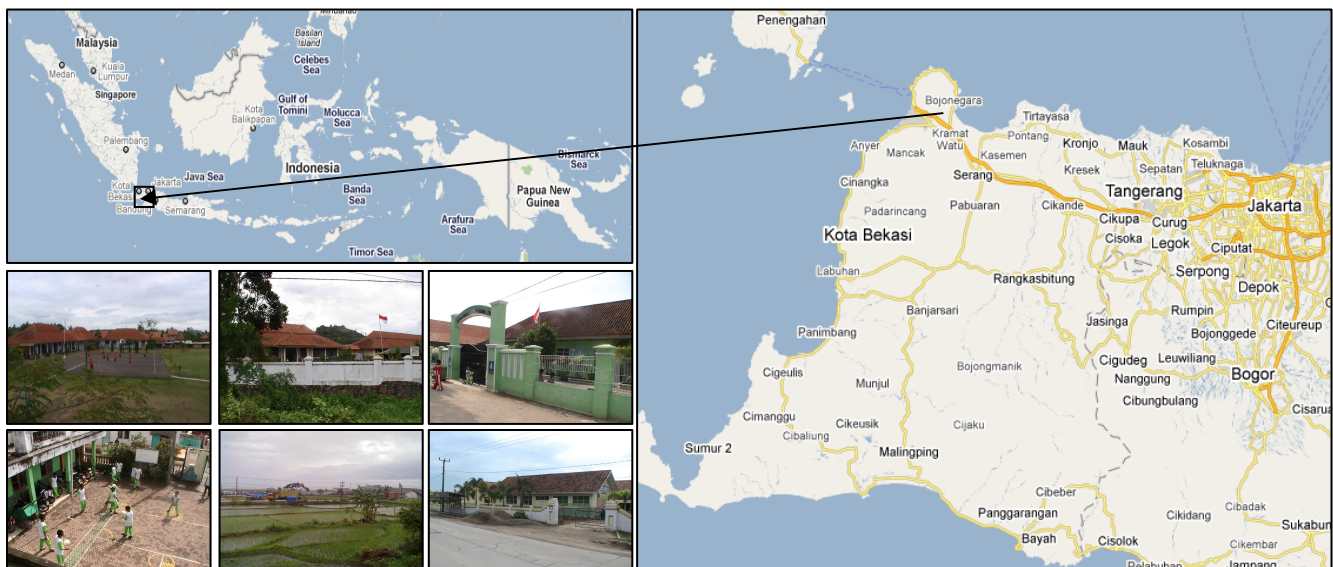 Mindanao
Basilan
Island
Malaysia
Celebes
Sea
Kuala
Lumpur
Medan
Singapore
Gulf of
Tomini
Molucca
Sea
Kota
Balikpapan
Palembang
Indonesia
Bismarck
Sea
Java Sea
Kota
Bekasi
Jakarta
Bandung
Semarang
Banda
Sea
Papua New
Guinea
Arafura
Sea
Timor Sea
Penengahan
Bojonegara
Tirtayasa
Kramat
Watu
Pontang
Kronjo
Mauk
Kosambi
Anyer
Mancak
Kasemen
Sepatan
Teluknaga
Serang
Kresek
Cinangka
Tangerang
Padarincang
Pabuaran
Cikande
Jakarta
Cikupa
Curug
Kota Bekasi
Cisoka
Legok
Ciputat
Labuhan
Rangkasbitung
Serpong
Depok
Banjarsari
Rumpin
Jasinga
Citeureup
Panimbang
Bojonggede
Cigudeg
Leuwiliang
Cigeulis
Bojongmanik
Nanggung
Bogor
Munjul
Cibungbulang
Cisarua
Cimanggu
Cikeusik
Cijaku
Cibaliung
Sumur 2
Malingping
Cibeber
Cibadak
Panggarangan
Cikidang
Sukabun
Bayah
Cisolok
Cikembar
Pelabuhan
Jampang